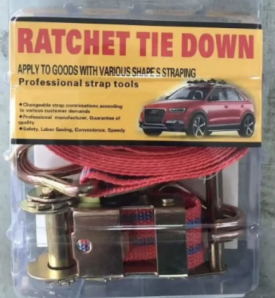 RATCHET TIE DOWN
APPLY TO GOODS WITH VARIOUS SHAPE'S STRAPING
Professional strap tools
◆Changeable strap combinations according
to various customer demands
◆Professional manufacturer, Guarantee of
quality
◆Safety, Labor Saving, Convenience, Speedy